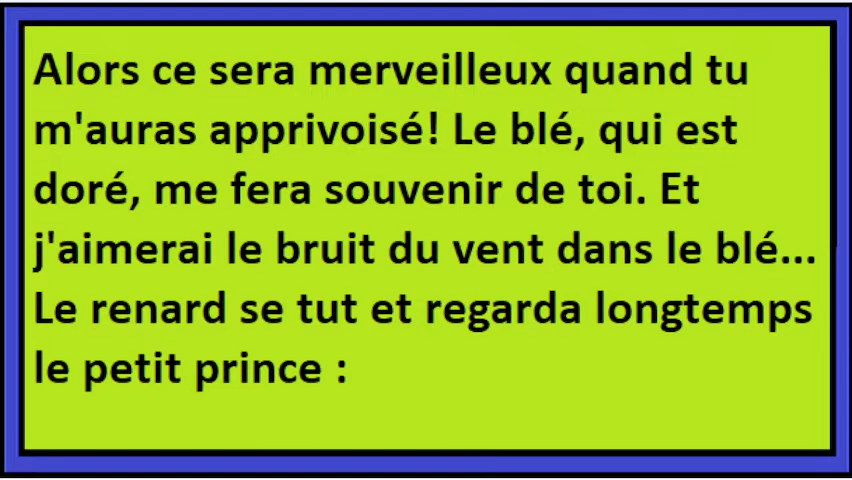 Alors ce sera merveilleux quand tu
m'auras apprivoisé! Le blé, qui est
doré, me fera souvenir de toi. Et
j'aimerai le bruit du vent dans le blé...
Le renard se tut et regarda longtemps
le petit prince :